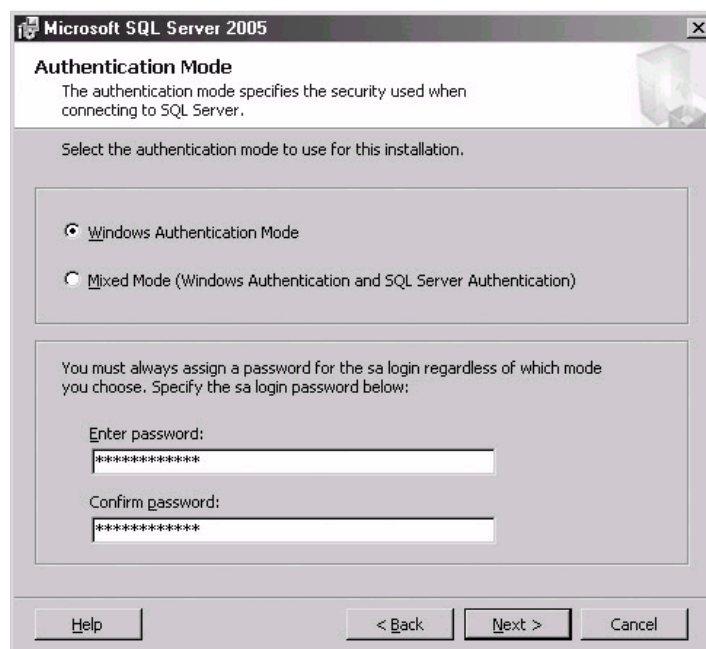 Microsoft SQL Server 2005
Authentication Mode
The authentication mode specifies the security used when
connecting to SQL Server.
Select the authentication mode to use for this installation.
Windows Authentication Mode
Mixed Mode (Windows Authentication and SQL Server Authentication)
You must always assign a password for the sa login regardless of which mode
you choose. Specify the sa login password below:
Enter password:
************
Confirm password:
************
Help
< Back
Next >
Cancel